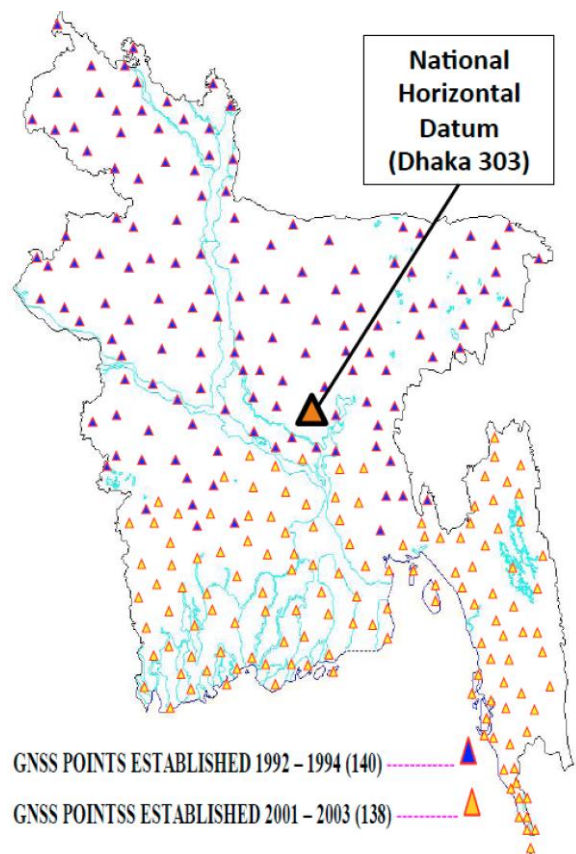 National
Horizontal
Datum
(Dhaka 303)
GNSS POINTS ESTABLISHED 1992 – 1994 (140)
GNSS POINTSS ESTABLISHED 2001 – 2003 (138)